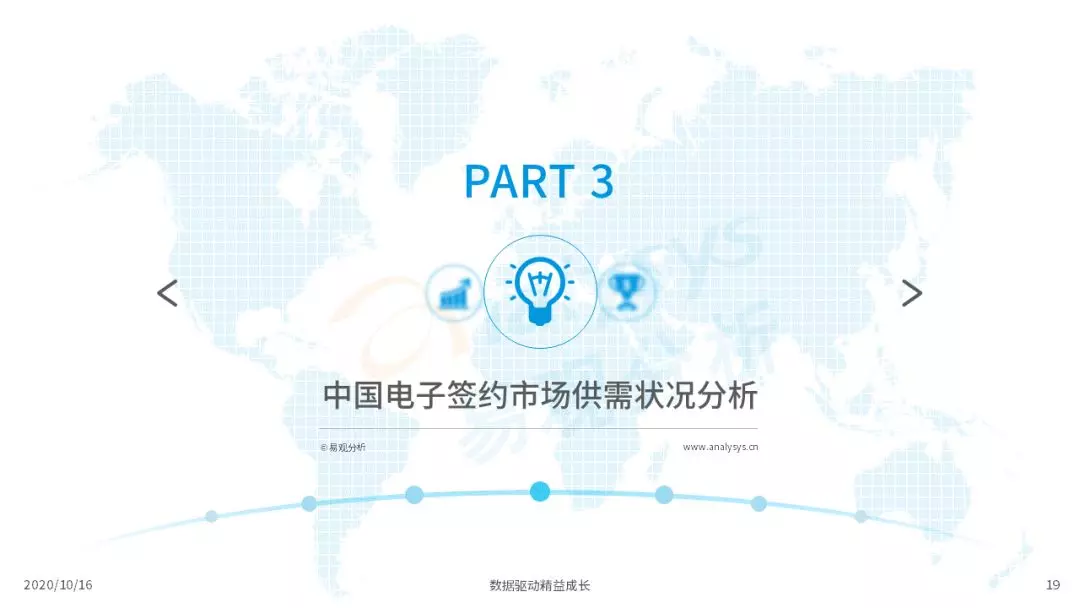 PART 3
中国电子签约市场供需状况分析
©易观分析
www.analysys.cn
2020/10/16
数据驱动精益成长
19